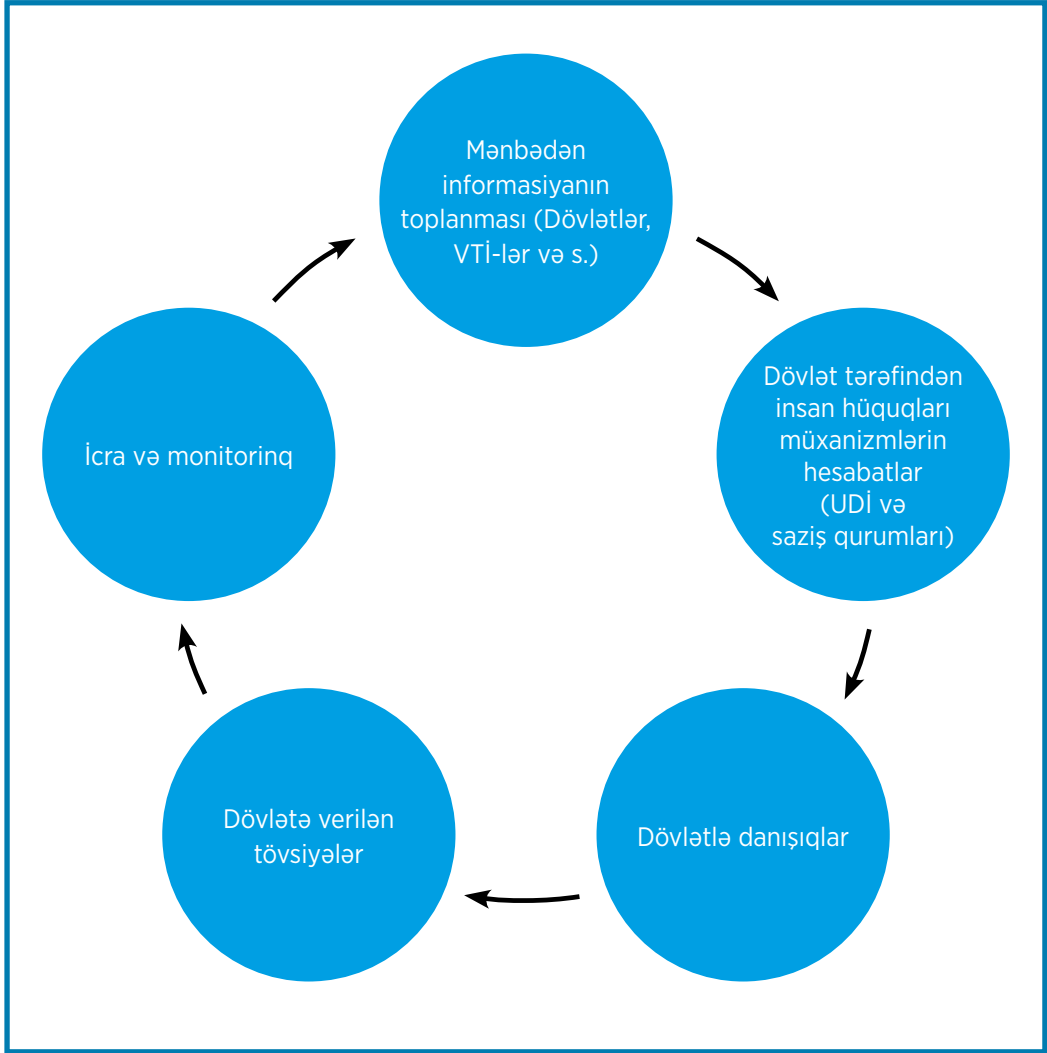 Mənbədən
informasiyanın
toplanması (Dövlətlər,
VTİ-lər və s.)
Dövlət tərəfindən
insan hüquqları
müxanizmlərin
hesabatlar
(UDİ və
saziş qurumları)
Dövlətlə danışıqlar
Dövlətə verilən
tövsiyələr
İcra və monitorinq